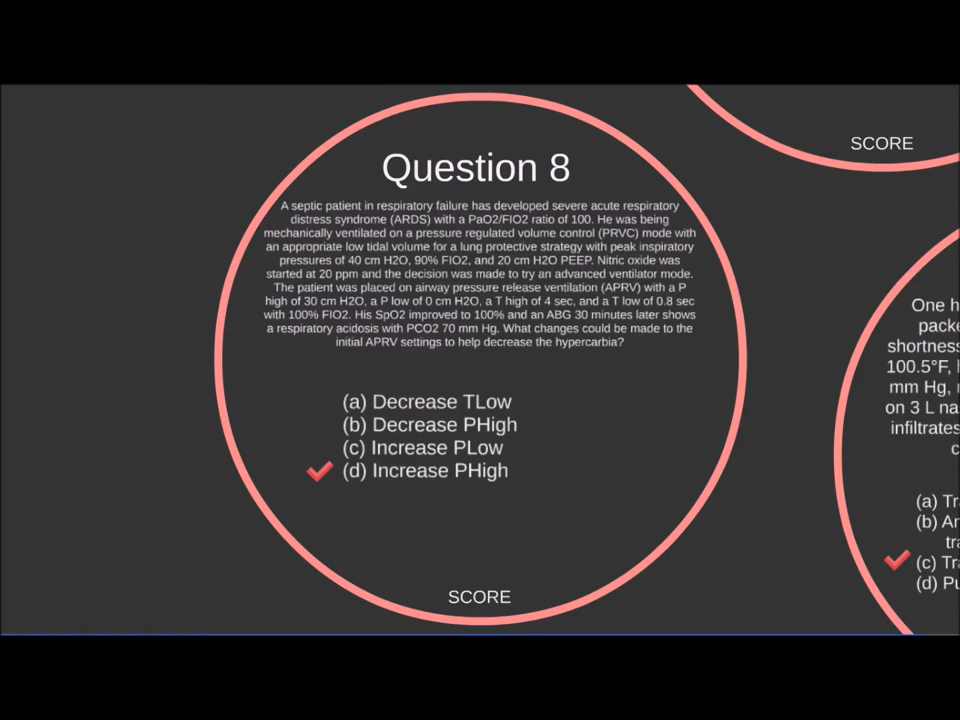 SCORE
Question 8
A septic patient in respiratory failure has developed severe acute respiratory
distress syndrome (ARDS) with a PaO2/FIO2 ratio of 100. He was being
mechanically ventilated on a pressure regulated volume control (PRVC) mode with
an appropriate low tidal volume for a lung protective strategy with peak inspiratory
pressures of 40 cm H2O, 90% FIO2, and 20 cm H2O PEEP. Nitric oxide was
started at 20 ppm and the decision was made to try an advanced ventilator mode.
The patient was placed on airway pressure release ventilation (APRV) with a P
high of 30 cm H2O, a P low of 0 cm H2O, a T high of 4 sec, and a T low of 0.8 sec
with 100% FIO2. His SpO2 improved to 100% and an ABG 30 minutes later shows
a respiratory acidosis with PCO2 70 mm Hg. What changes could be made to the
initial APRV settings to help decrease the hypercarbia?
(a) Decrease TLow
(b) Decrease PHigh
(c) Increase PLow
(d) Increase PHigh
SCORE
One h
packe
shortness
100.5°F, h
mm Hg, r
on 3 L na
infiltrates
c
(a) Tr
(b) Ar
tra
(c) Tra
(d) Pu